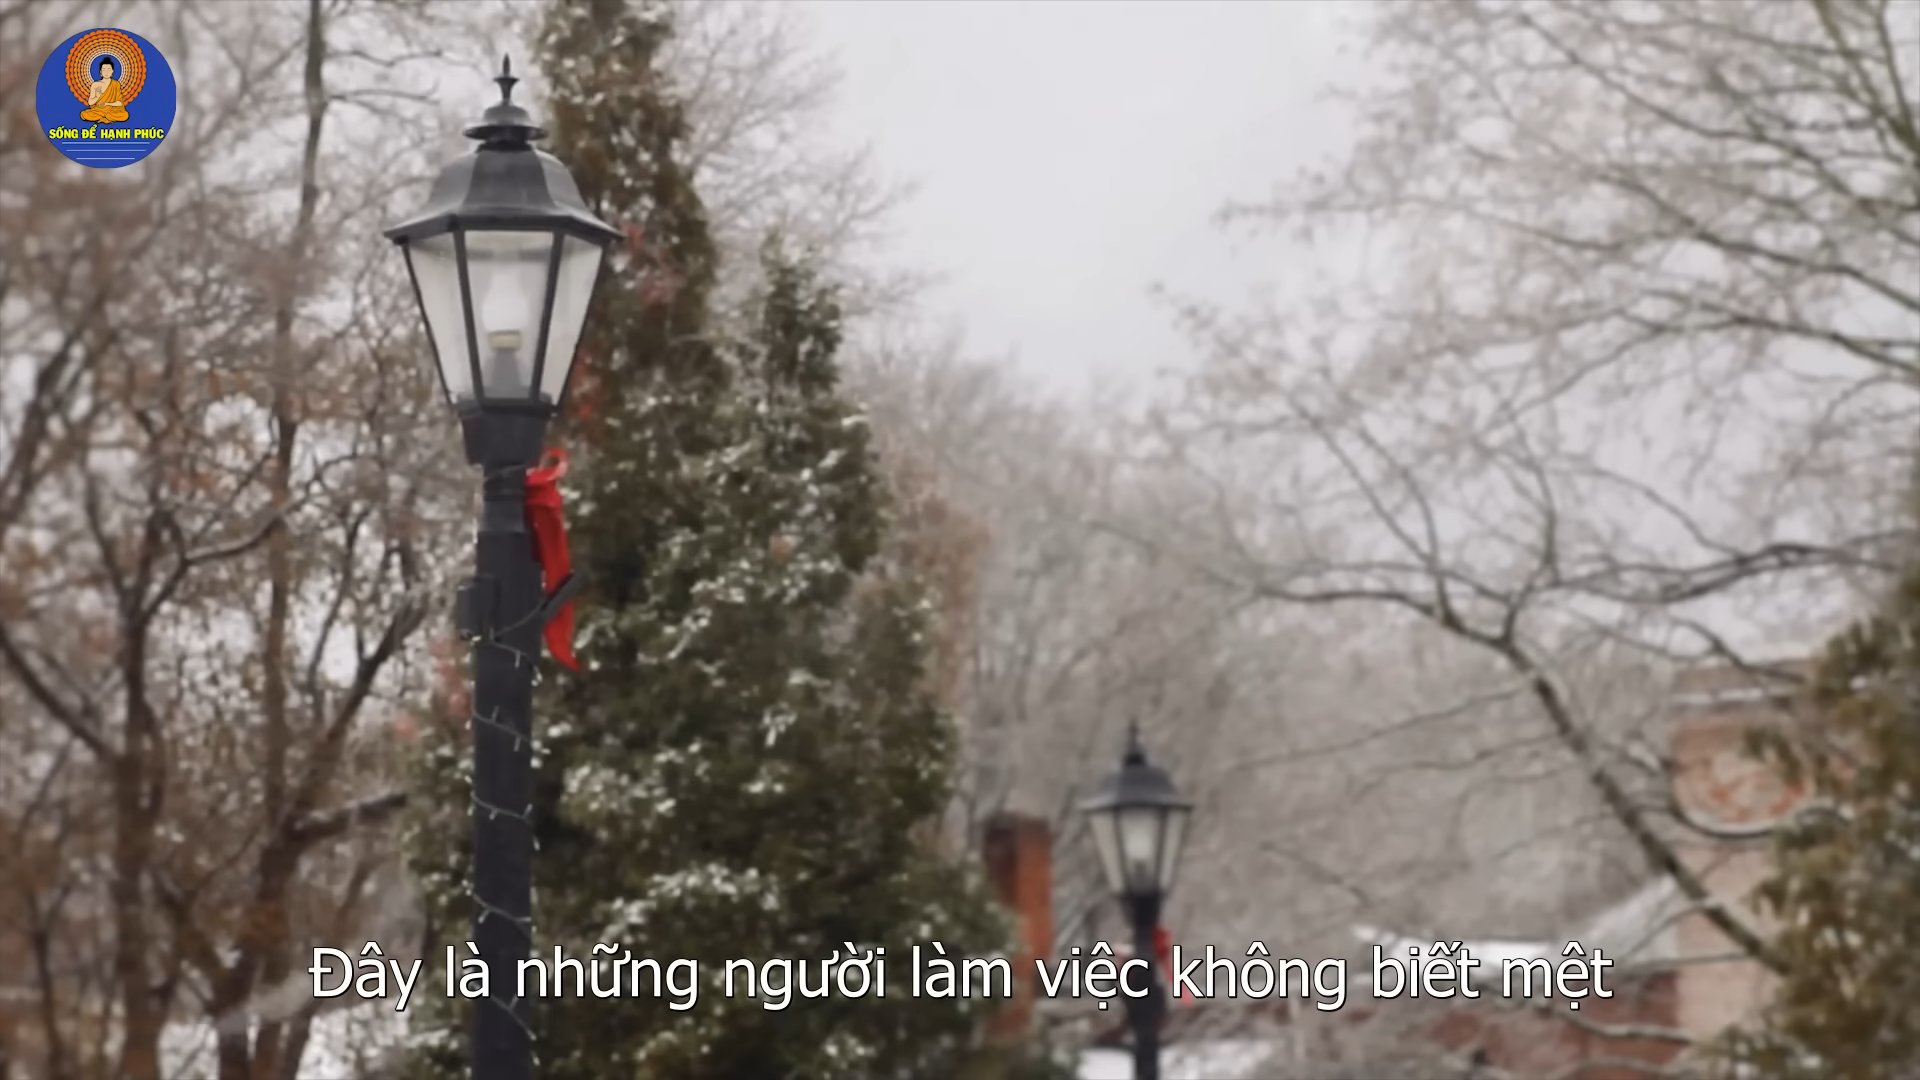 SỐNG ĐỂ HẠNH PHÚC
Đây là những người làm việc không biết mệt